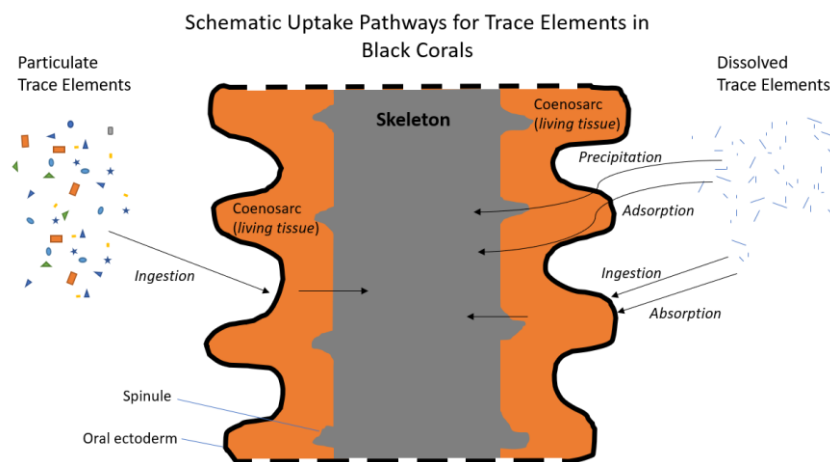 Schematic Uptake Pathways for Trace Elements in
Black Corals
Particulate
Trace Elements
Dissolved
Trace Elements
Skeleton
Coenosarc
(living tissue)
Precipitation
Coenosarc
(living tissue)
Adsorption
Ingestion
Ingestion
Absorption
Spinule
Oral ectoderm